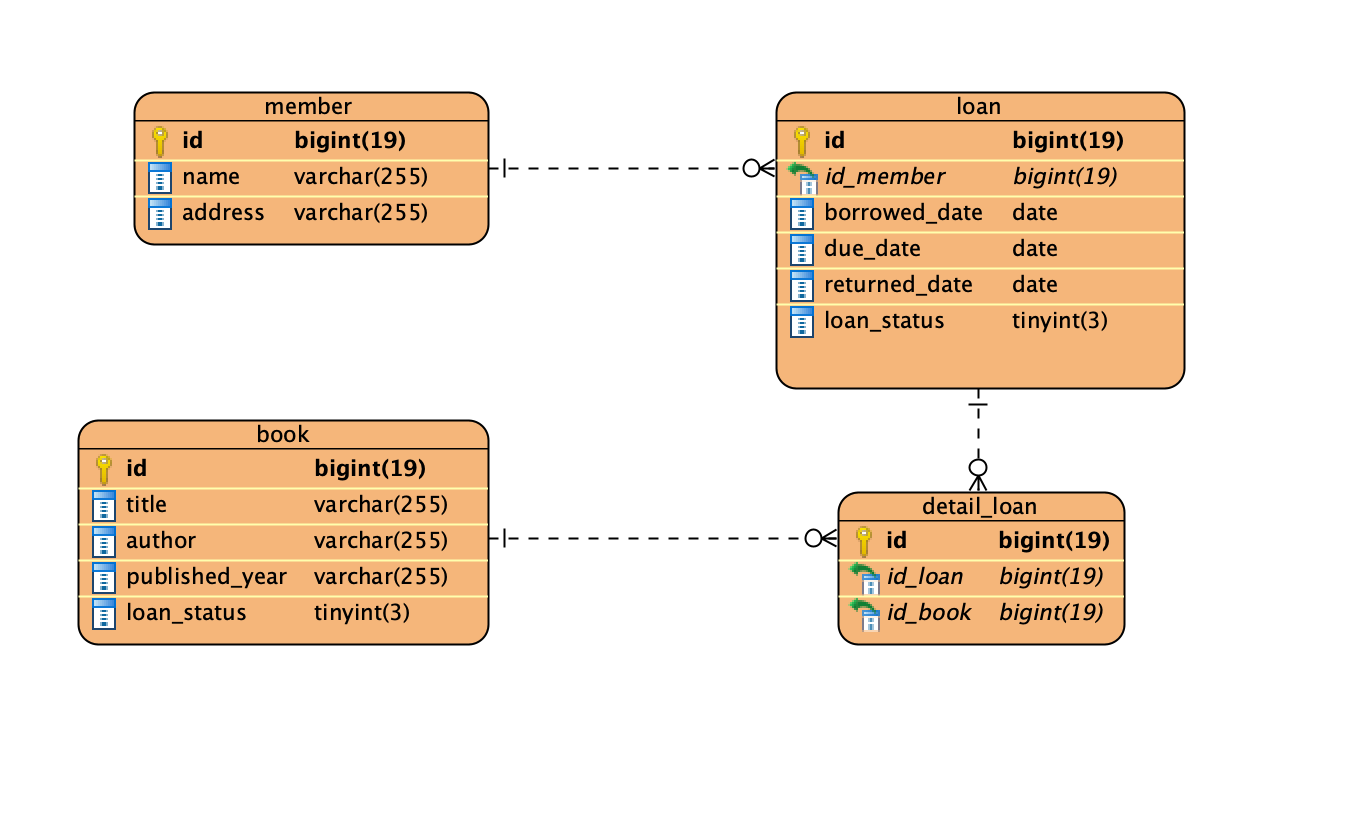 member
id bigint(19)
name varchar(255)
address varchar(255)
loan
id bigint(19)
id_member bigint(19)
borrowed_date date
due_date date
returned_date date
loan_status tinyint(3)
book
id bigint(19)
title varchar(255)
author varchar(255)
published_year varchar(255)
loan_status tinyint(3)
detail_loan
id bigint(19)
id_loan bigint(19)
id_book bigint(19)